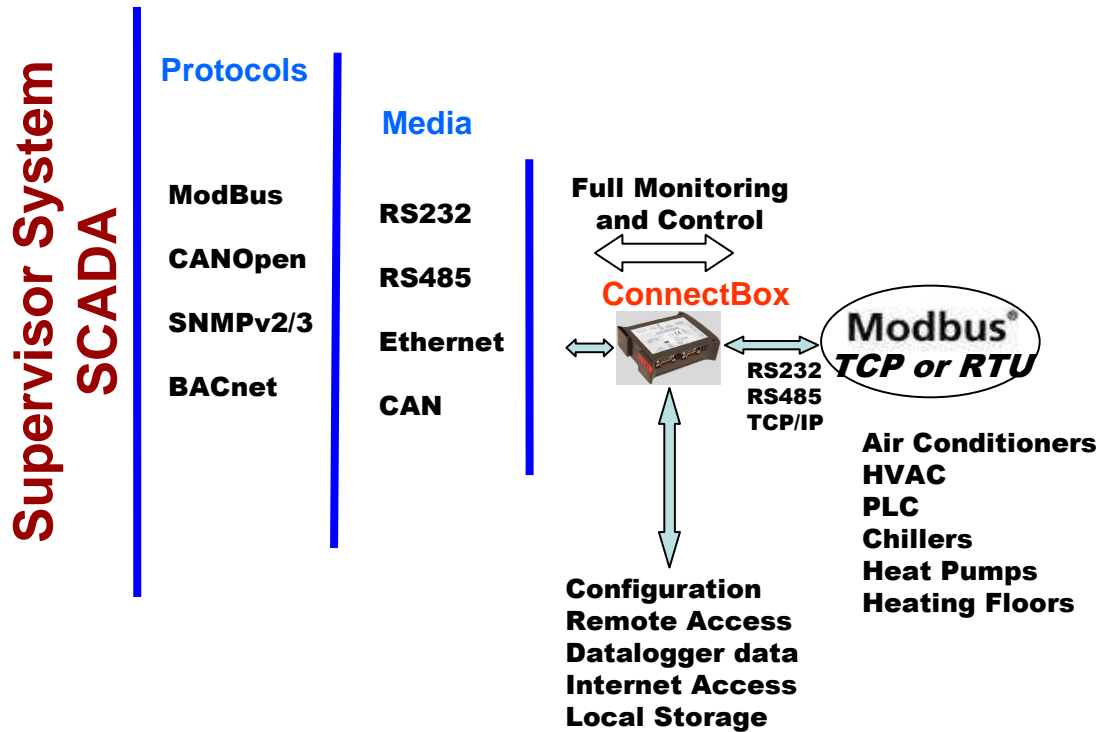 Supervisor System
SCADA
Protocols
ModBus
CANOpen
SNMPv2/3
BACnet
Media
RS232
RS485
Ethernet
CAN
Full Monitoring
and Control
ConnectBox
RS232
RS485
TCP/IP
Modbus®
TCP or RTU
Air Conditioners
HVAC
PLC
Chillers
Heat Pumps
Heating Floors
Configuration
Remote Access
Datalogger data
Internet Access
Local Storage